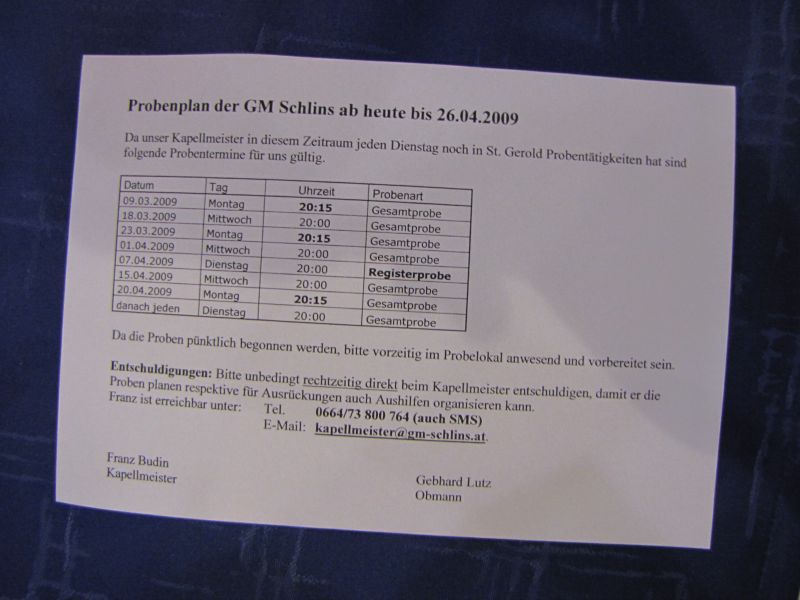 Probenplan der GM Schlins ab heute bis 26.04.2009
Da unser Kapellmeister in diesem Zeitraum jeden Dienstag noch in St. Gerold Probentätigkeiten hat sind
folgende Probentermine für uns gültig.
Datum Tag Uhrzeit Probenart
09.03.2009 Montag 20:15 Gesamtprobe
18.03.2009 Mittwoch 20:00 Gesamtprobe
23.03.2009 Montag 20:15 Gesamtprobe
01.04.2009 Mittwoch 20:00 Gesamtprobe
07.04.2009 Dienstag 20:00 Registerprobe
15.04.2009 Mittwoch 20:00 Gesamtprobe
20.04.2009 Montag 20:15 Gesamtprobe
danach jeden Dienstag 20:00 Gesamtprobe
Da die Proben pünktlich begonnen werden, bitte vorzeitig im Probelokal anwesend und vorbereitet sein.
Entschuldigungen: Bitte unbedingt rechtzeitig direkt beim Kapellmeister entschuldigen, damit er die
Proben planen respektive für Ausrückungen auch Aushilfen organisieren kann.
Franz ist erreichbar unter: Tel. 0664/73 800 764 (auch SMS)
E-Mail: kapellmeister@gm-schlins.at.
Franz Budin Gebhard Lutz
Kapellmeister Obmann